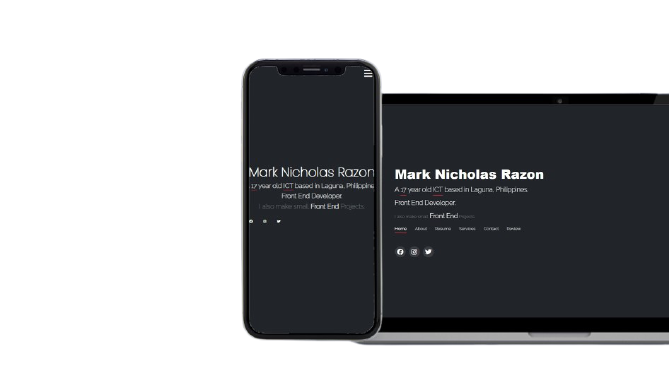 Mark Nicholas Razon
17 year old ICT based in Laguna, Philippine
Front End Developer.
I also make small Front End Projects.
Mark Nicholas Razon
A 17 year old ICT based in Laguna, Philippines.
Front End Developer.
I also make small Front End Projects.
Home About Resume Services Contact Review